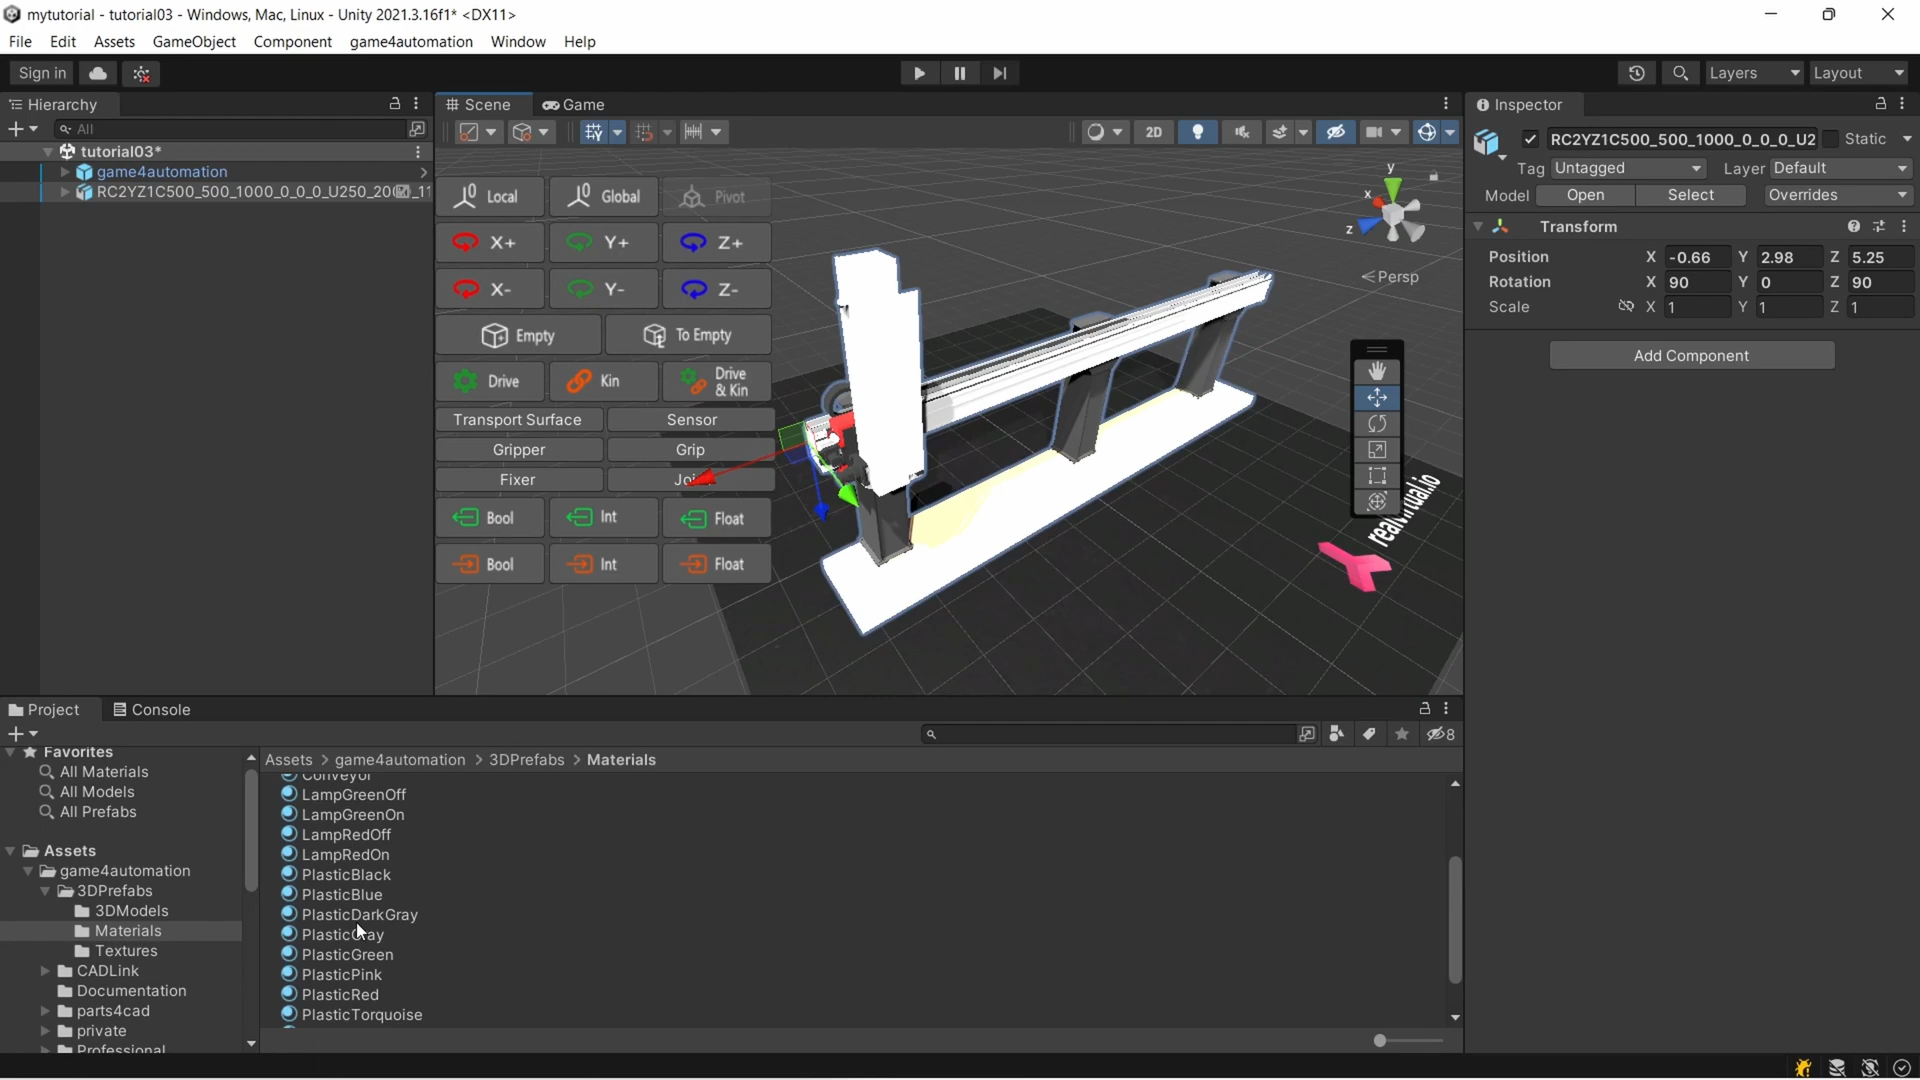 mytutorial - tutorial03 - Windows, Mac, Linux - Unity 2021.3.16f1* <DX11>
File Edit Assets GameObject Component game4automation Window Help
Sign in Layers Layout
Hierarchy
All
tutorial03*
game4automation
RC2YZ1C500_500_1000_0_0_0_U250_20
Scene Game
2D
Local Global Pivot
X+ Y+ Z+
X- Y- Z-
Empty To Empty
Drive Kin Drive & Kin
Transport Surface Sensor
Gripper Grip
Fixer
Bool Int Float
Bool Int Float
y
x
z
Persp
realvirtual.io
Inspector
RC2YZ1C500_500_1000_0_0_0_U2 Static
Tag Untagged Layer Default
Model Open Select Overrides
Transform
Position X -0.66 Y 2.98 Z 5.25
Rotation X 90 Y 0 Z 90
Scale X 1 Y 1 Z 1
Add Component
Project Console
8
Favorites
All Materials
All Models
All Prefabs
Assets
game4automation
3DPrefabs
3DModels
Materials
Textures
CADLink
Documentation
parts4cad
private
Professional
Assets > game4automation > 3DPrefabs > Materials
Conveyor
LampGreenOff
LampGreenOn
LampRedOff
LampRedOn
PlasticBlack
PlasticBlue
PlasticDarkGray
PlasticGray
PlasticGreen
PlasticPink
PlasticRed
PlasticTorquoise